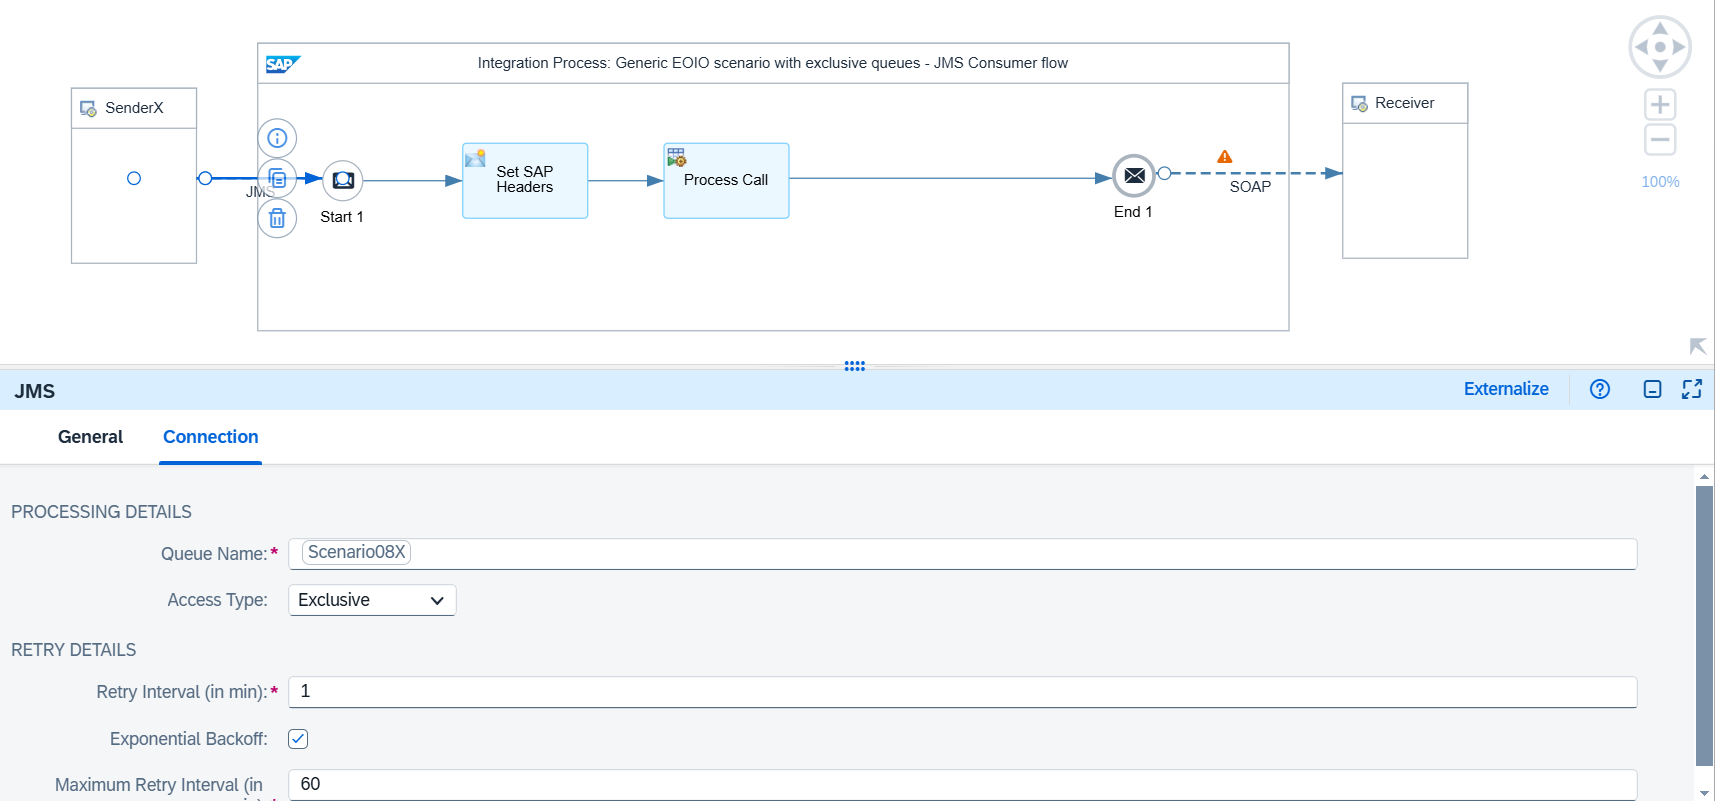 SAP
Integration Process: Generic EOIO scenario with exclusive queues - JMS Consumer flow
SenderX
Receiver
Set SAP
Headers
Process Call
JMS
SOAP
Start 1
End 1
100%
JMS
Externalize
General
Connection
PROCESSING DETAILS
Queue Name:*
Scenario08X
Access Type:
Exclusive
RETRY DETAILS
Retry Interval (in min):*
1
Exponential Backoff:
Maximum Retry Interval (in
60